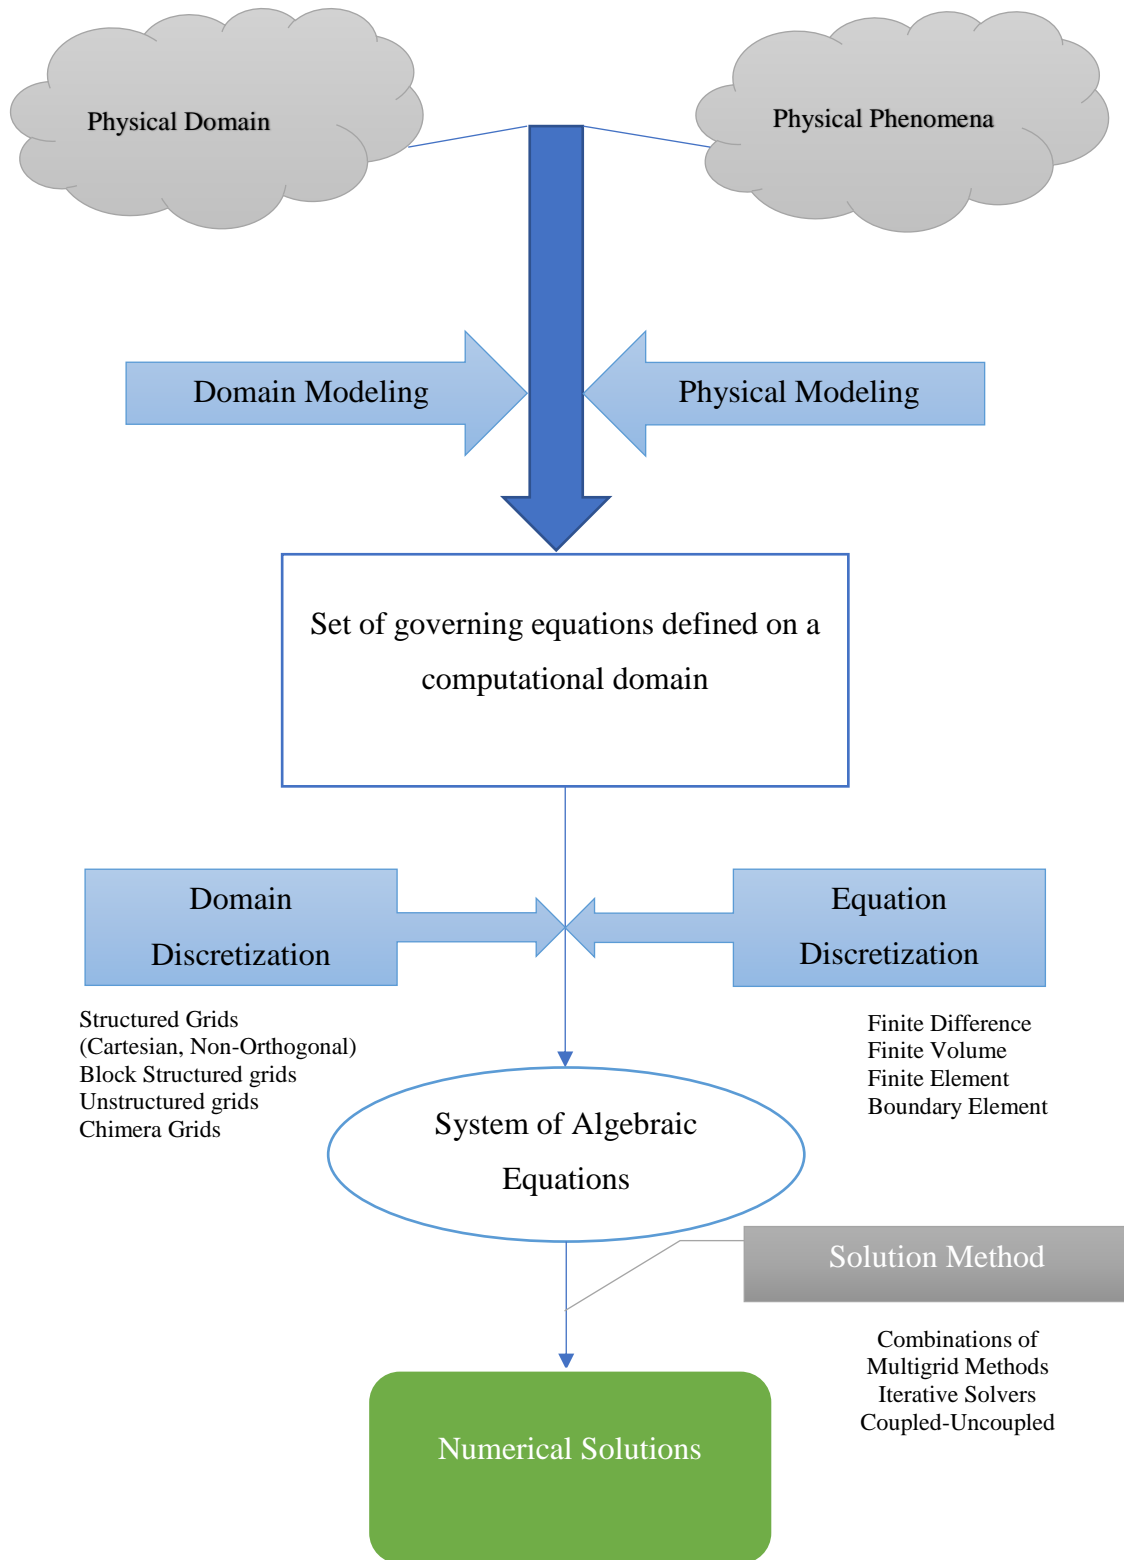 Physical Domain
Physical Phenomena
Domain Modeling
Physical Modeling
Set of governing equations defined on a
computational domain
Domain
Discretization
Equation
Discretization
Structured Grids
(Cartesian, Non-Orthogonal)
Block Structured grids
Unstructured grids
Chimera Grids
Finite Difference
Finite Volume
Finite Element
Boundary Element
System of Algebraic
Equations
Solution Method
Combinations of
Multigrid Methods
Iterative Solvers
Coupled-Uncoupled
Numerical Solutions